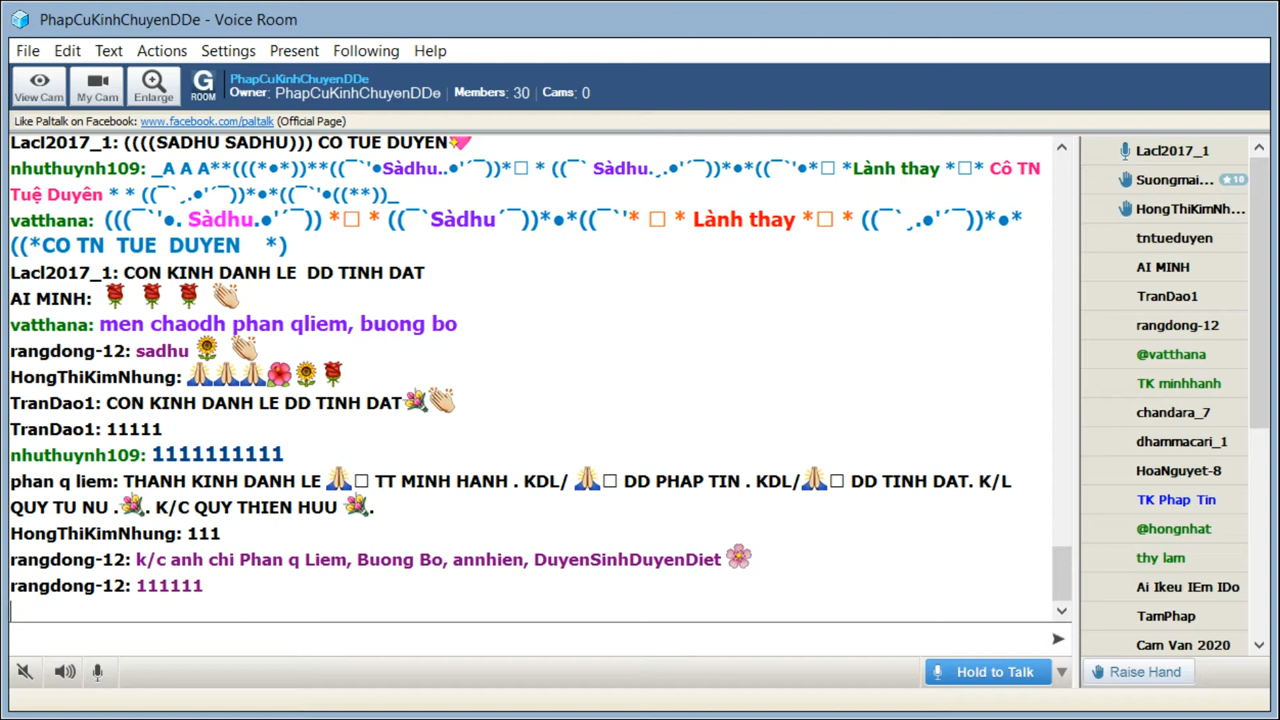 PhapCuKinhChuyenDDe - Voice Room
File Edit Text Actions Settings Present Following Help
View Cam My Cam Enlarge G ROOM PhapCuKinhChuyenDDe
Owner: PhapCuKinhChuyenDDe Members: 30 Cams: 0
Like Paltalk on Facebook: www.facebook.com/paltalk (Official Page)
Lacl2017_1: ((((SADHU SADHU))) CO TUE DUYEN💖
nhuthuynh109: _A A A**(((*●*))**((¯`'●Sàdhu..●'´¯))*□ * ((¯` Sàdhu.¸.●'´¯))*●*((¯`'●*□ *Lành thay *□* Cô TN
Tuệ Duyên * * ((¯`¸.●'´¯))*●*((¯`'●((**))_
vatthana: (((¯`'●. Sàdhu.●'´¯)) *□ * ((¯`Sàdhu´¯))*●*((¯`'* □ * Lành thay *□ * ((¯`¸.●'´¯))*●*
((*CO TN TUE DUYEN *)
Lacl2017_1: CON KINH DANH LE DD TINH DAT
AI MINH: 🌹 🌹 🌹 👏
vatthana: men chaodh phan qliem, buong bo
rangdong-12: sadhu 🌻 👏
HongThiKimNhung: 🙏🙏🙏🌺🌻🌹
TranDao1: CON KINH DANH LE DD TINH DAT💐👏
TranDao1: 11111
nhuthuynh109: 1111111111
phan q liem: THANH KINH DANH LE 🙏□ TT MINH HANH . KDL/ 🙏□ DD PHAP TIN . KDL/🙏□ DD TINH DAT. K/L
QUY TU NU .💐. K/C QUY THIEN HUU 💐.
HongThiKimNhung: 111
rangdong-12: k/c anh chi Phan q Liem, Buong Bo, annhien, DuyenSinhDuyenDiet 🌸
rangdong-12: 111111
Hold to Talk
Lacl2017_1
Suongmai... ★10
HongThiKimNh...
tntueduyen
AI MINH
TranDao1
rangdong-12
@vatthana
TK minhhanh
chandara_7
dhammacari_1
HoaNguyet-8
TK Phap Tin
@hongnhat
thy lam
Ai Ikeu IEm IDo
TamPhap
Cam Van 2020
Raise Hand